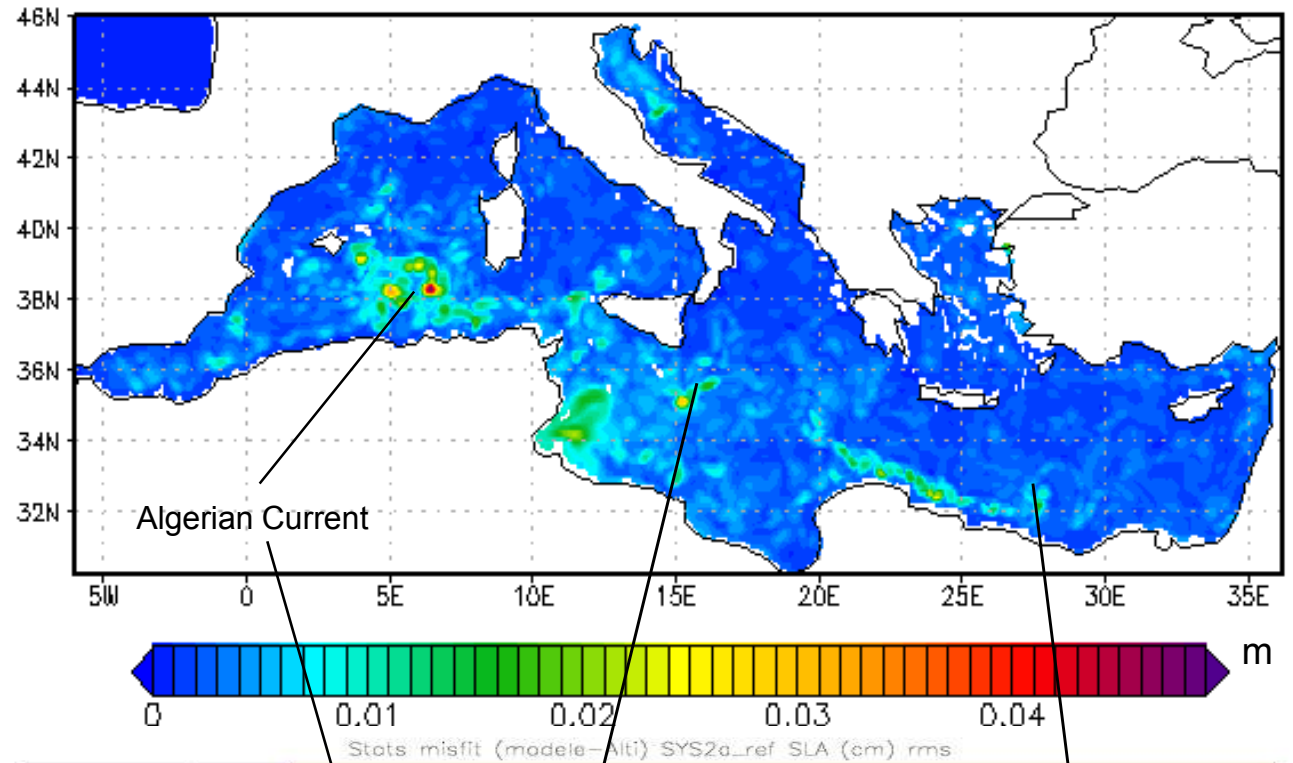 46N
44N
42N
40N
38N
36N
34N
32N
Algerian Current
5W 0 5E 10E 15E 20E 25E 30E 35E
m
0 0.01 0.02 0.03 0.04
Stats misfit (modele-Alti) SYS2a_ref SLA (cm) rms